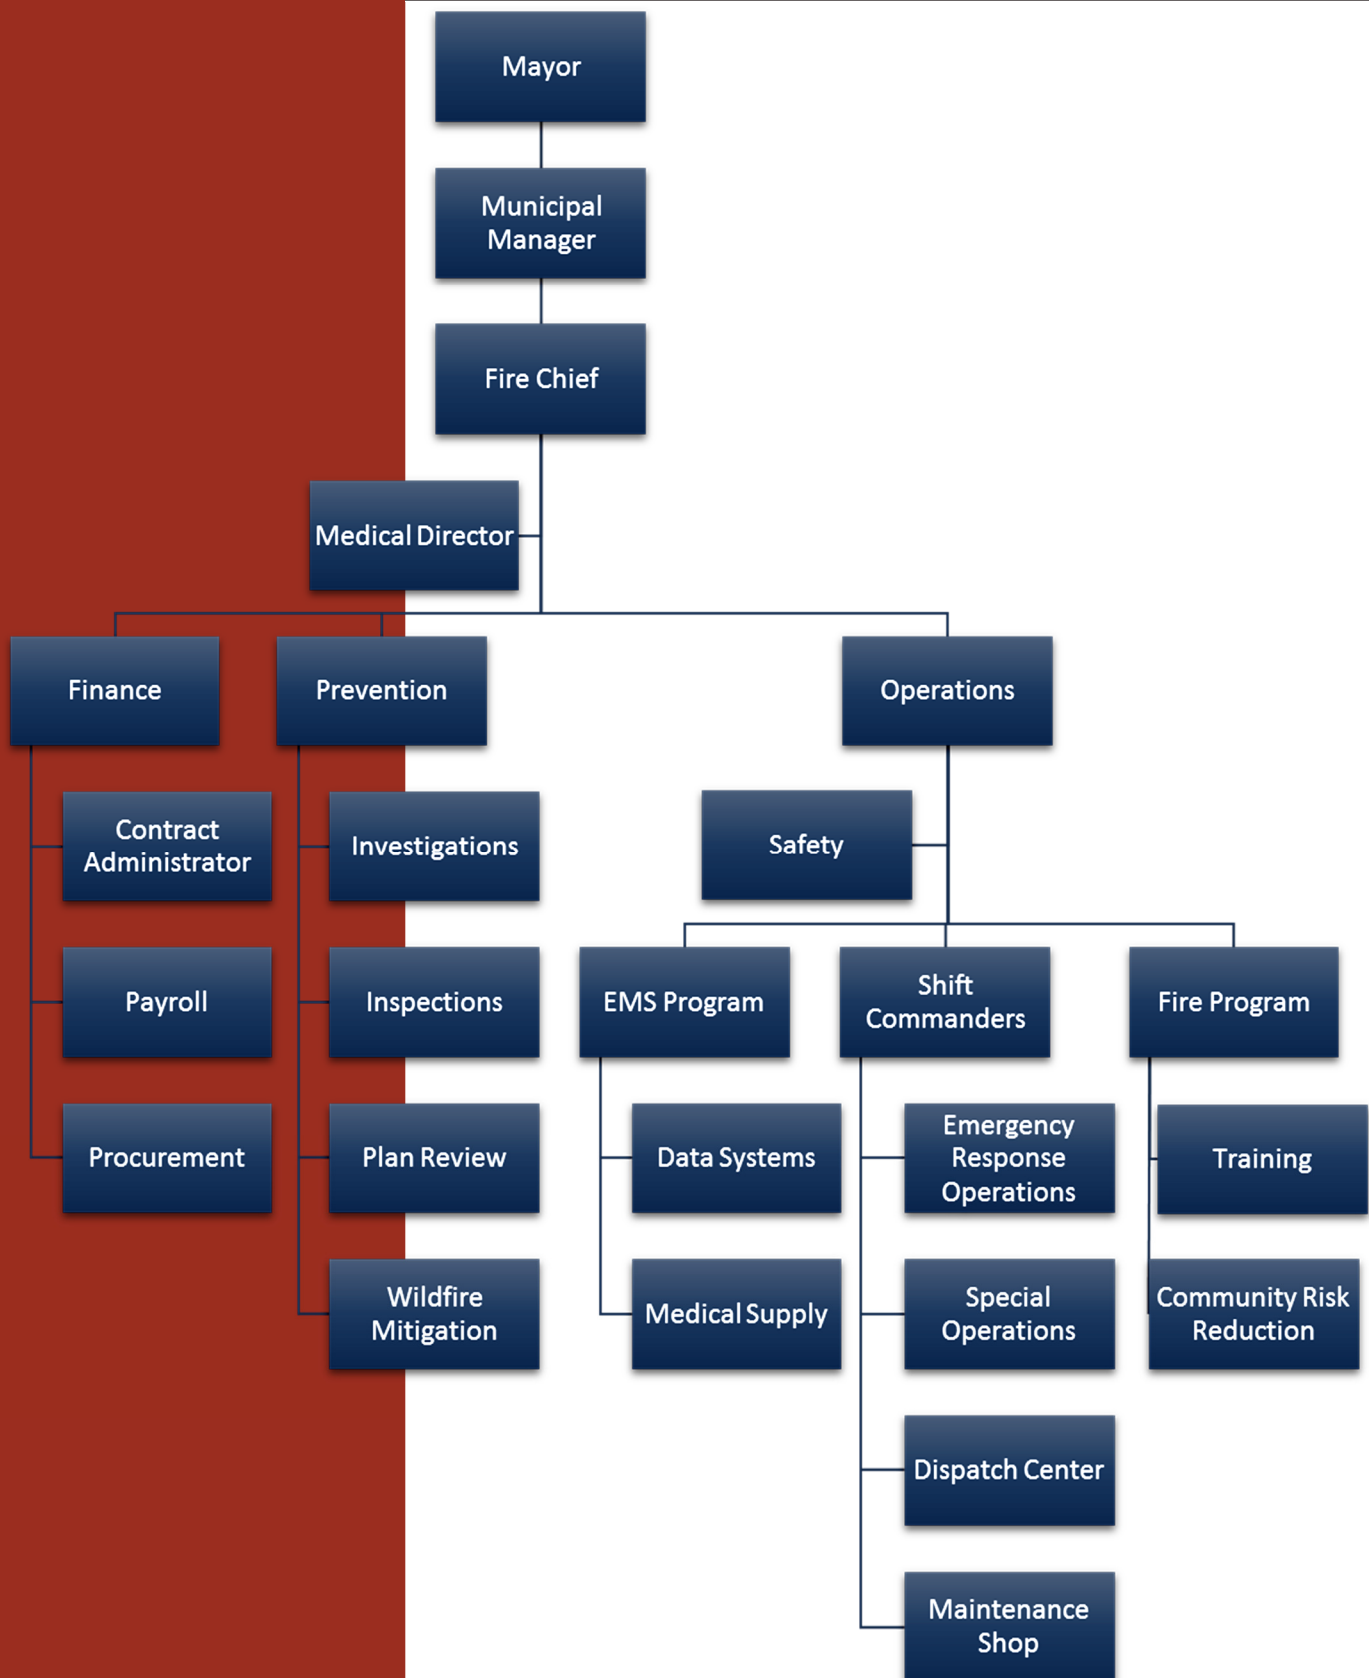 Mayor
Municipal
Manager
Fire Chief
Medical Director
Finance
Prevention
Operations
Contract
Administrator
Investigations
Safety
Payroll
Inspections
EMS Program
Shift
Commanders
Fire Program
Procurement
Plan Review
Data Systems
Emergency
Response
Operations
Training
Wildfire
Mitigation
Medical Supply
Special
Operations
Community Risk
Reduction
Dispatch Center
Maintenance
Shop